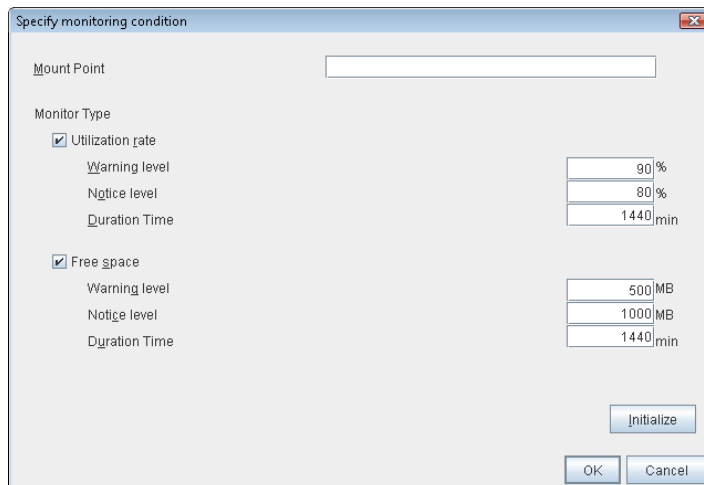 Specify monitoring condition
Mount Point
Monitor Type
Utilization rate
Warning level 90 %
Notice level 80 %
Duration Time 1440 min
Free space
Warning level 500 MB
Notice level 1000 MB
Duration Time 1440 min
Initialize
OK Cancel